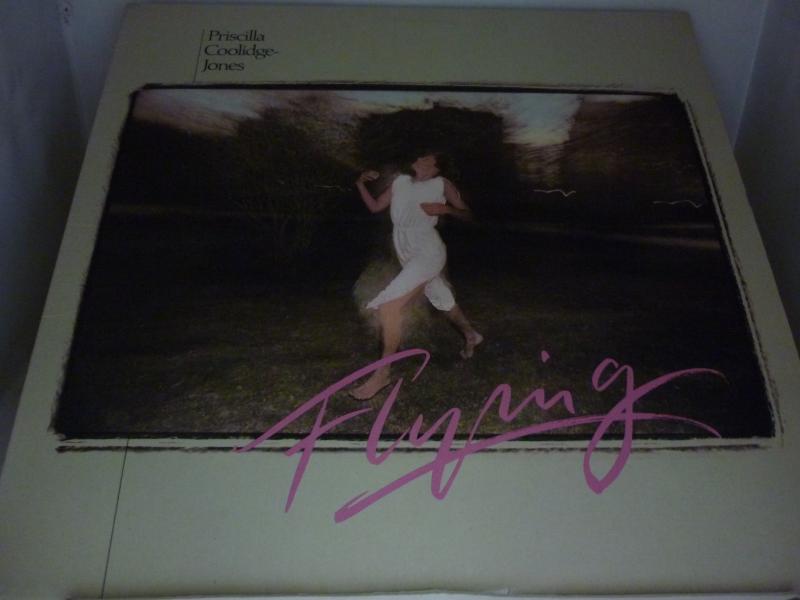 Priscilla
Coolidge-
Jones
Flying